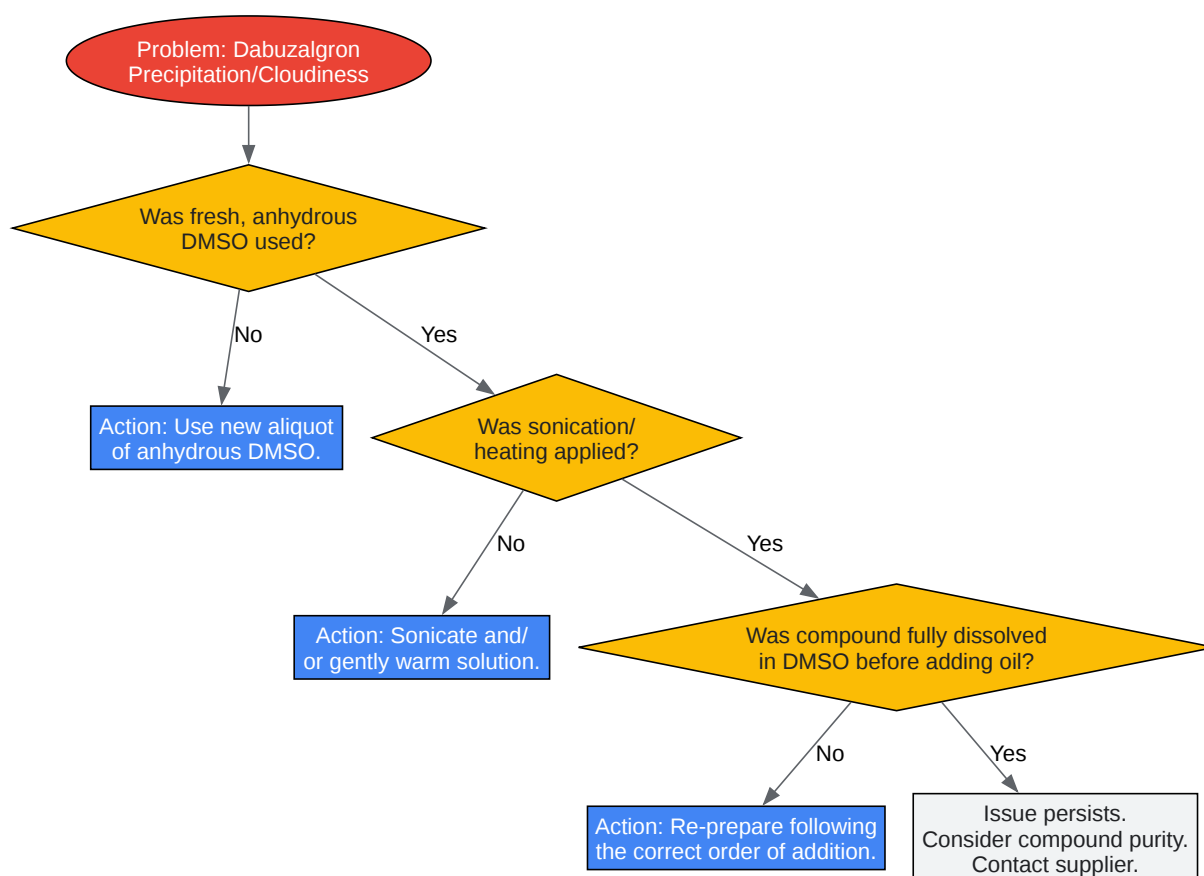 Problem: Dabuzalgron
Precipitation/Cloudiness
Was fresh, anhydrous
DMSO used?
No
Yes
Action: Use new aliquot
of anhydrous DMSO.
Was sonication/
heating applied?
No
Yes
Action: Sonicate and/
or gently warm solution.
Was compound fully dissolved
in DMSO before adding oil?
No
Yes
Action: Re-prepare following
the correct order of addition.
Issue persists.
Consider compound purity.
Contact supplier.